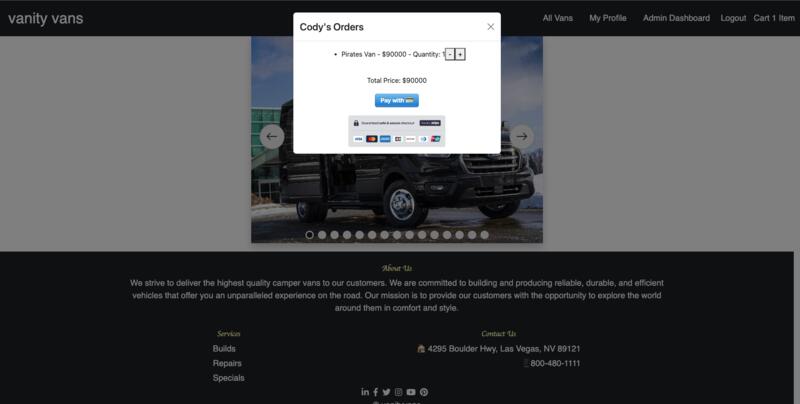 vanity vans
All Vans
My Profile
Admin Dashboard
Logout
Cart 1 Item
Cody's Orders
Pirates Van - $90000 - Quantity: 1 - +
Total Price: $90000
Pay with
Guaranteed safe & secure checkout
VISA
About Us
We strive to deliver the highest quality camper vans to our customers. We are committed to building and producing reliable, durable, and efficient
vehicles that offer you an unparalleled experience on the road. Our mission is to provide our customers with the opportunity to explore the world
around them in comfort and style.
Services
Builds
Repairs
Specials
Contact Us
4295 Boulder Hwy, Las Vegas, NV 89121
800-480-1111